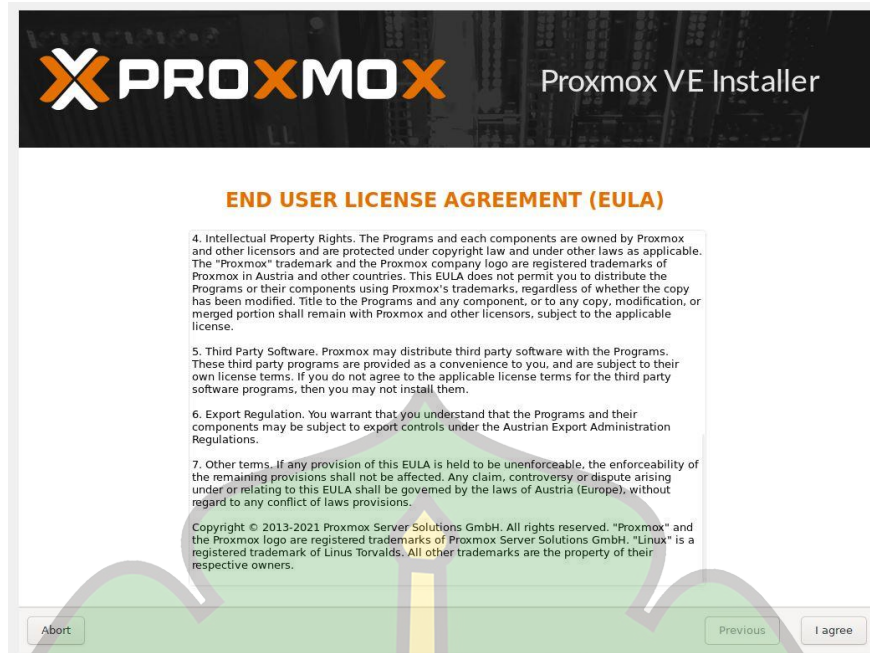 PROXMOX
Proxmox VE Installer
END USER LICENSE AGREEMENT (EULA)
4. Intellectual Property Rights. The Programs and each components are owned by Proxmox
and other licensors and are protected under copyright law and under other laws as applicable.
The "Proxmox" trademark and the Proxmox company logo are registered trademarks of
Proxmox in Austria and other countries. This EULA does not permit you to distribute the
Programs or their components using Proxmox's trademarks, regardless of whether the copy
has been modified. Title to the Programs and any component, or to any copy, modification, or
merged portion shall remain with Proxmox and other licensors, subject to the applicable
license.
5. Third Party Software. Proxmox may distribute third party software with the Programs.
These third party programs are provided as a convenience to you, and are subject to their
own license terms. If you do not agree to the applicable license terms for the third party
software programs, then you may not install them.
6. Export Regulation. You warrant that you understand that the Programs and their
components may be subject to export controls under the Austrian Export Administration
Regulations.
7. Other terms. If any provision of this EULA is held to be unenforceable, the enforceability of
the remaining provisions shall not be affected. Any claim, controversy or dispute arising
under or relating to this EULA shall be governed by the laws of Austria (Europe), without
regard to any conflict of laws provisions.
Copyright © 2013-2021 Proxmox Server Solutions GmbH. All rights reserved. "Proxmox" and
the Proxmox logo are registered trademarks of Proxmox Server Solutions GmbH. "Linux" is a
registered trademark of Linus Torvalds. All other trademarks are the property of their
respective owners.
Abort
Previous
I agree